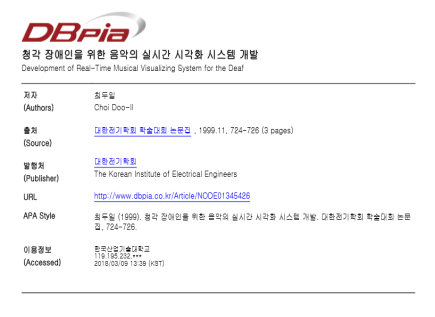 DBpia
청각 장애인을 위한 음악의 실시간 시각화 시스템 개발
Development of Real-Time Musical Visualizing System for the Deaf
저자 최두일
(Authors) Choi Doo-Il
출처 대한전기학회 학술대회 논문집 , 1999.11, 724-726 (3 pages)
(Source)
발행처 대한전기학회
(Publisher) The Korean Institute of Electrical Engineers
URL http://www.dbpia.co.kr/Article/NODE01345426
APA Style 최두일 (1999). 청각 장애인을 위한 음악의 실시간 시각화 시스템 개발. 대한전기학회 학술대회 논문
집, 724-726.
이용정보 한국산업기술대학교
(Accessed) 119.195.232.***
2018/03/09 13:39 (KST)